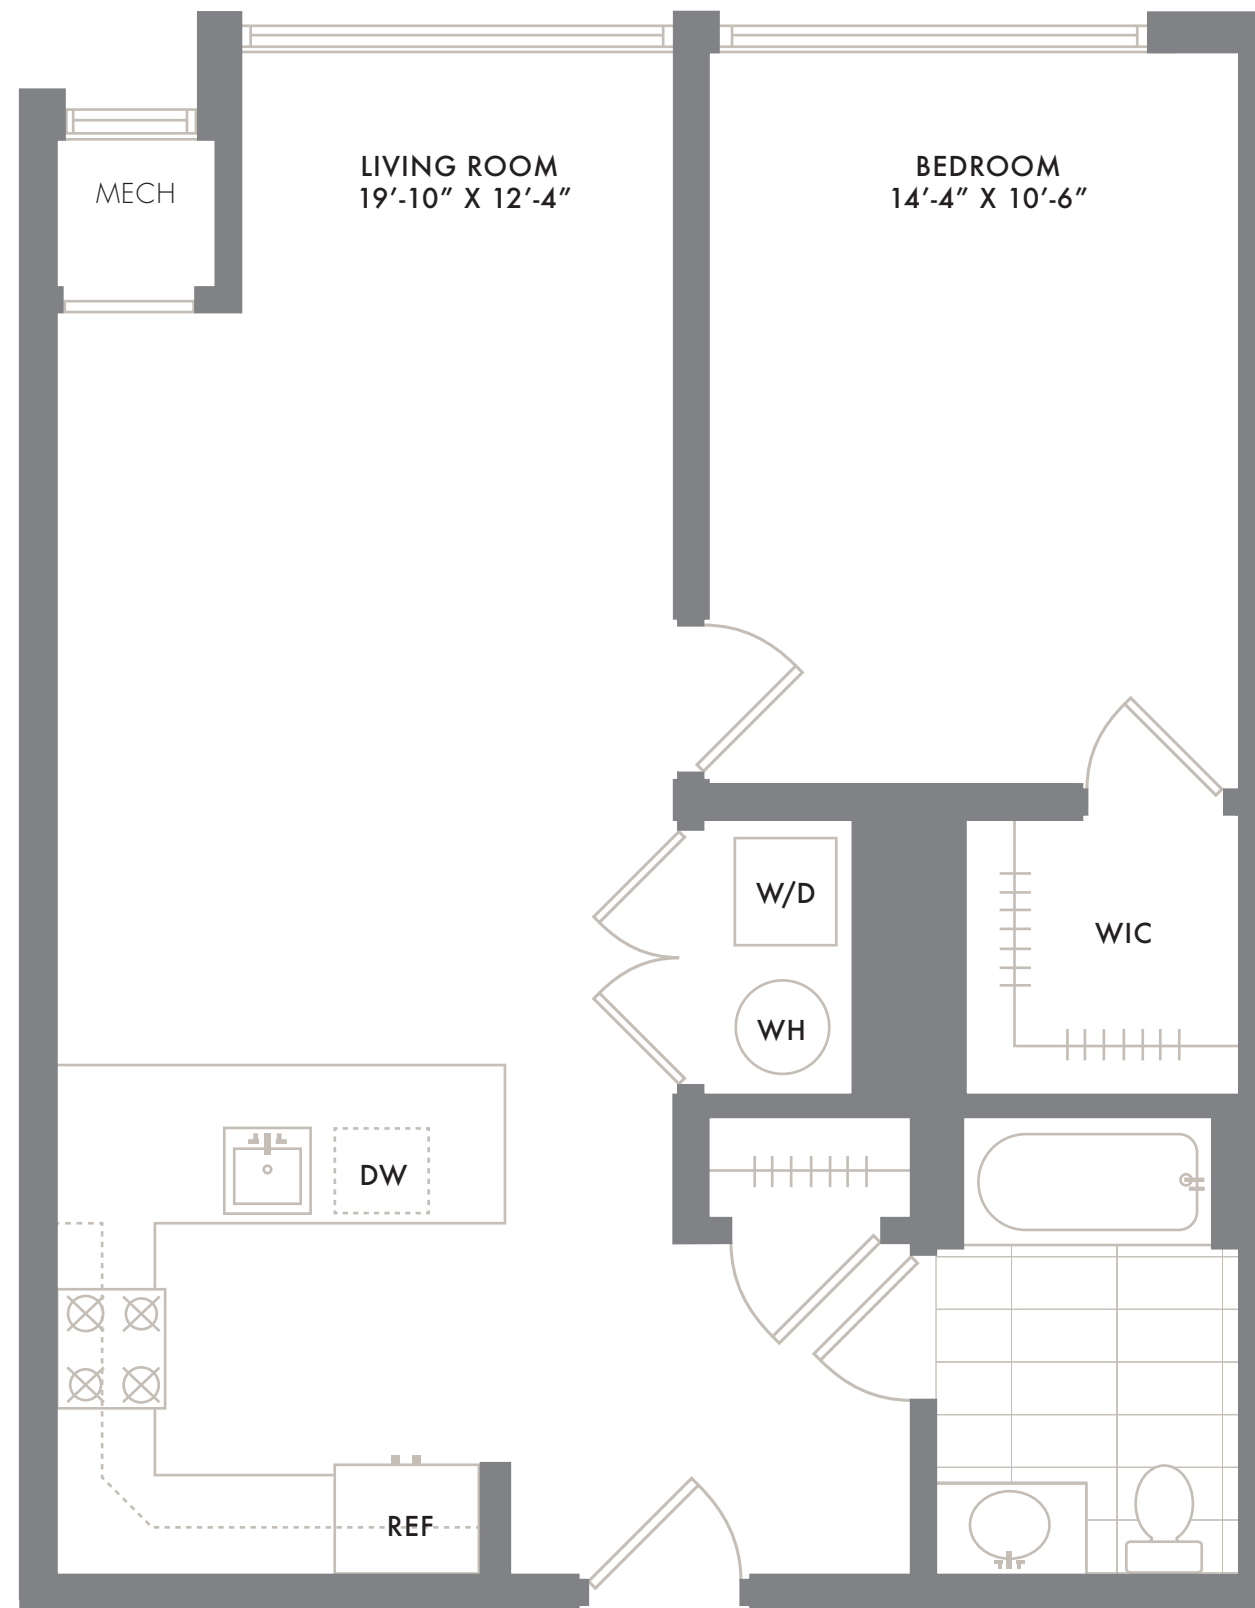 LIVING ROOM
19'-10" X 12'-4"
BEDROOM
14'-4" X 10'-6"
MECH
W/D
WIC
WH
DW
REF